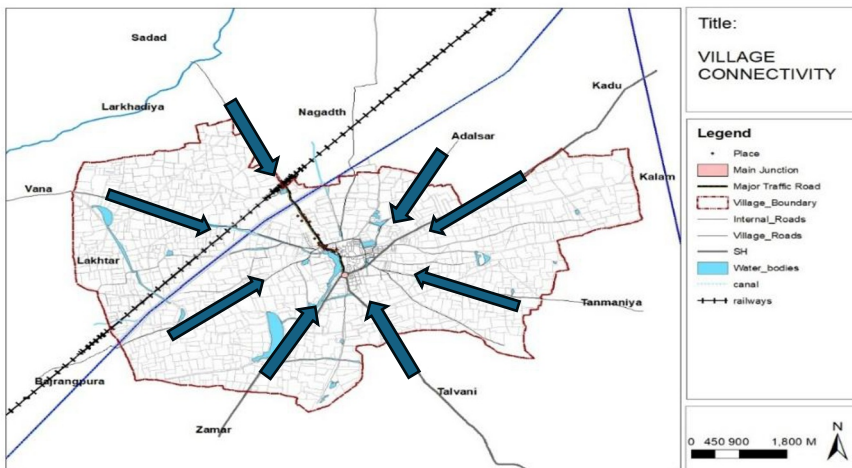 Title:
VILLAGE
CONNECTIVITY
Sadad
Kadu
Larkhadiya
Nagadth
Adalsar
Vana
Kalam
Lakhtar
Tanmaniya
Bajrangpura
Talvani
Zamar
Legend
Place
Main Junction
Major Traffic Road
Village_Boundary
Internal_Roads
Village_Roads
SH
Water_bodies
canal
railways
N
0 450 900 1,800 M